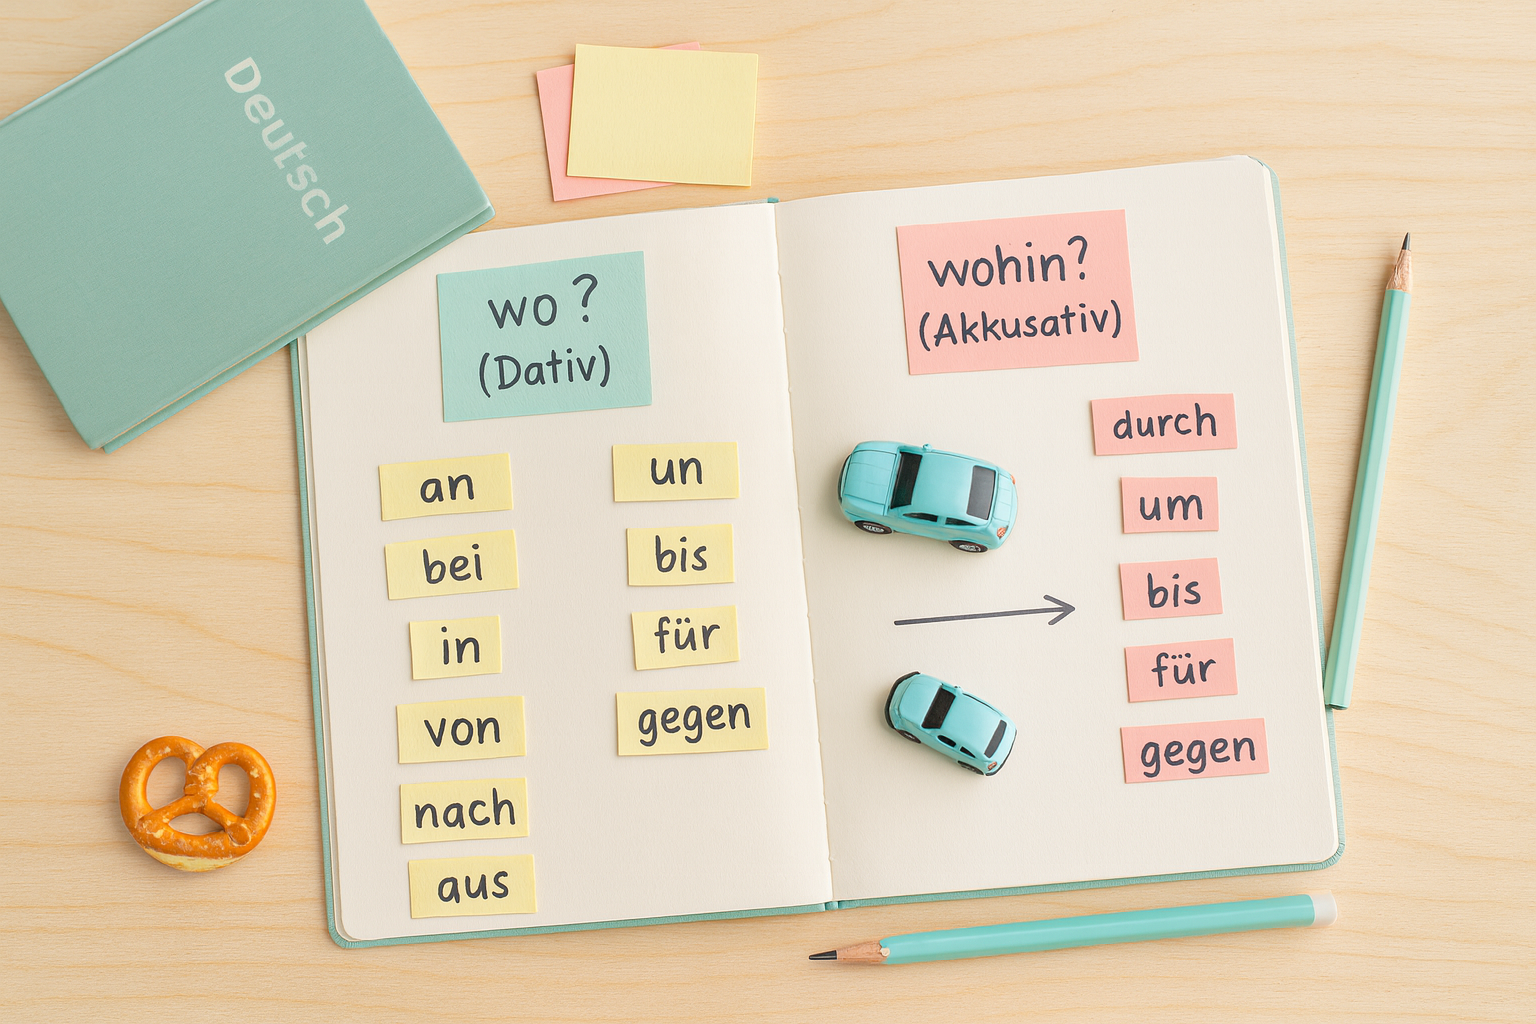 Deutsch
wo?
(Dativ)
an
bei
in
von
nach
aus
un
bis
für
gegen
wohin?
(Akkusativ)
durch
um
bis
für
gegen